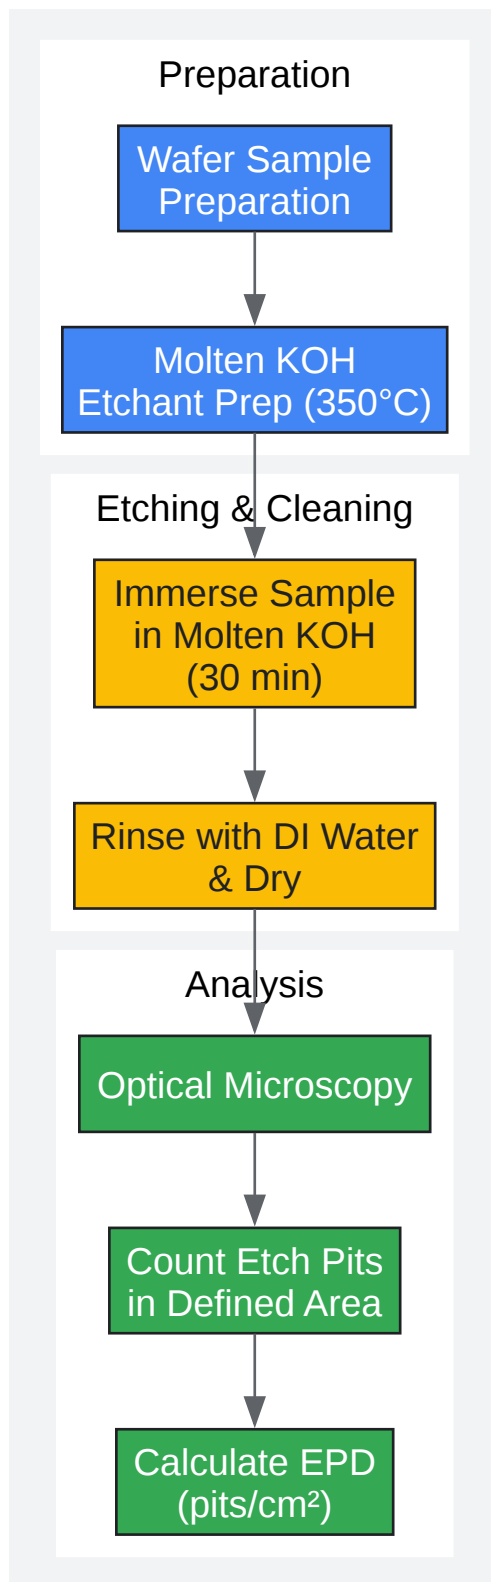 Preparation
Wafer Sample
Preparation
Molten KOH
Etchant Prep (350°C)
Etching & Cleaning
Immerse Sample
in Molten KOH
(30 min)
Rinse with DI Water
& Dry
Analysis
Optical Microscopy
Count Etch Pits
in Defined Area
Calculate EPD
(pits/cm²)